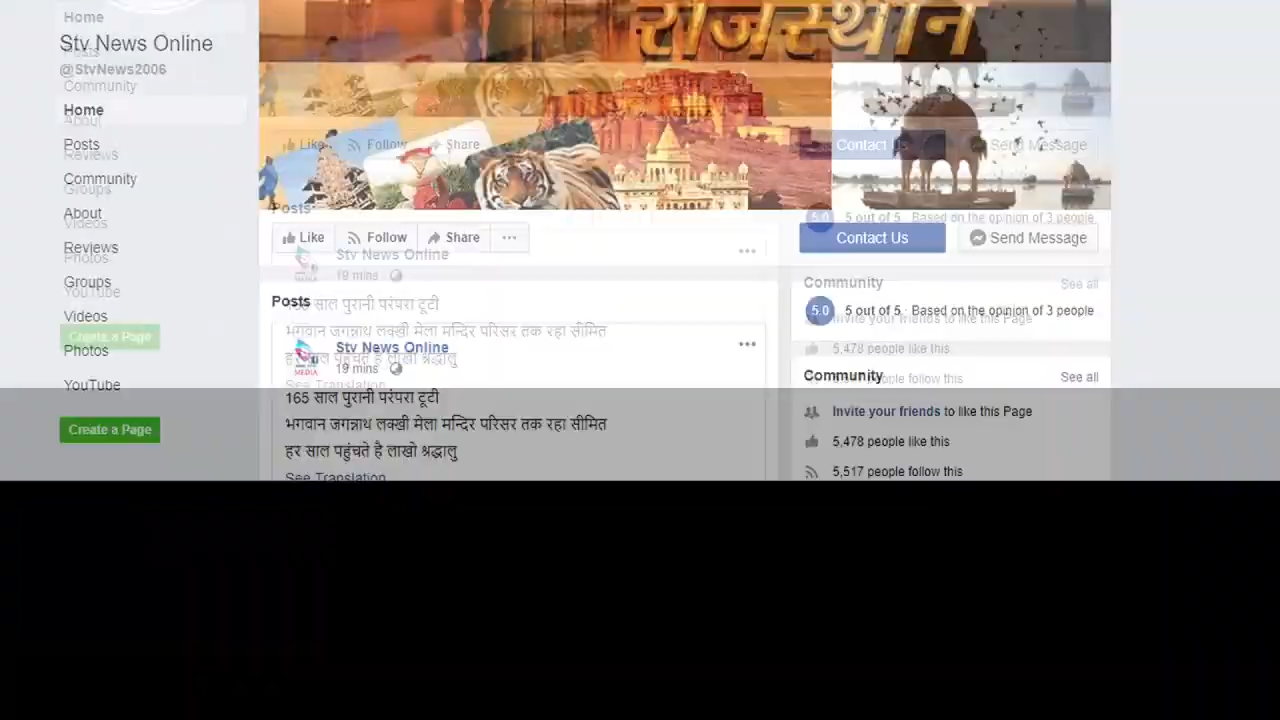 राजस्थान
Stv News Online
@StvNews2006
Home
Posts
Community
About
Reviews
Groups
Videos
Photos
YouTube
Create a Page
Like
Follow
Share
Contact Us
Send Message
Posts
Stv News Online
19 mins
165 साल पुरानी परंपरा टूटी
भगवान जगन्नाथ लक्खी मेला मन्दिर परिसर तक रहा सीमित
हर साल पहुंचते है लाखो श्रद्धालु
See Translation
5.0
5 out of 5 · Based on the opinion of 3 people
Community
See all
Invite your friends to like this Page
5,478 people like this
5,517 people follow this